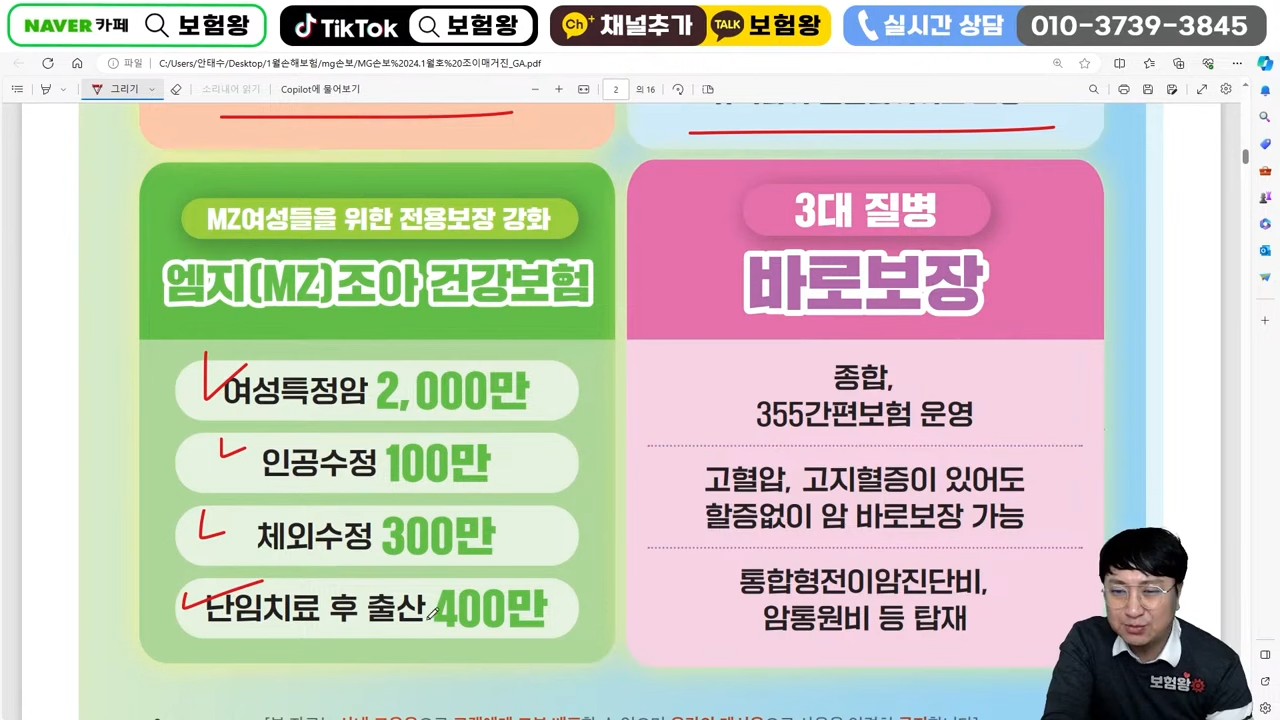 NAVER 카페 보험왕
TikTok 보험왕
Ch+ 채널추가 TALK 보험왕
실시간 상담 010-3739-3845
파일 C:/Users/안태수/Desktop/1월손해보험/mg손보/MG손보%2024.1월호%20조이매거진_GA.pdf
그리기 소리내어 읽기 Copilot에 물어보기 2 의 16
MZ여성들을 위한 전용보장 강화
엠지(MZ)조아 건강보험
여성특정암 2,000만
인공수정 100만
체외수정 300만
난임치료 후 출산 400만
3대 질병
바로보장
종합,
355간편보험 운영
고혈압, 고지혈증이 있어도
할증없이 암 바로보장 가능
통합형전이암진단비,
암통원비 등 탑재
보험왕